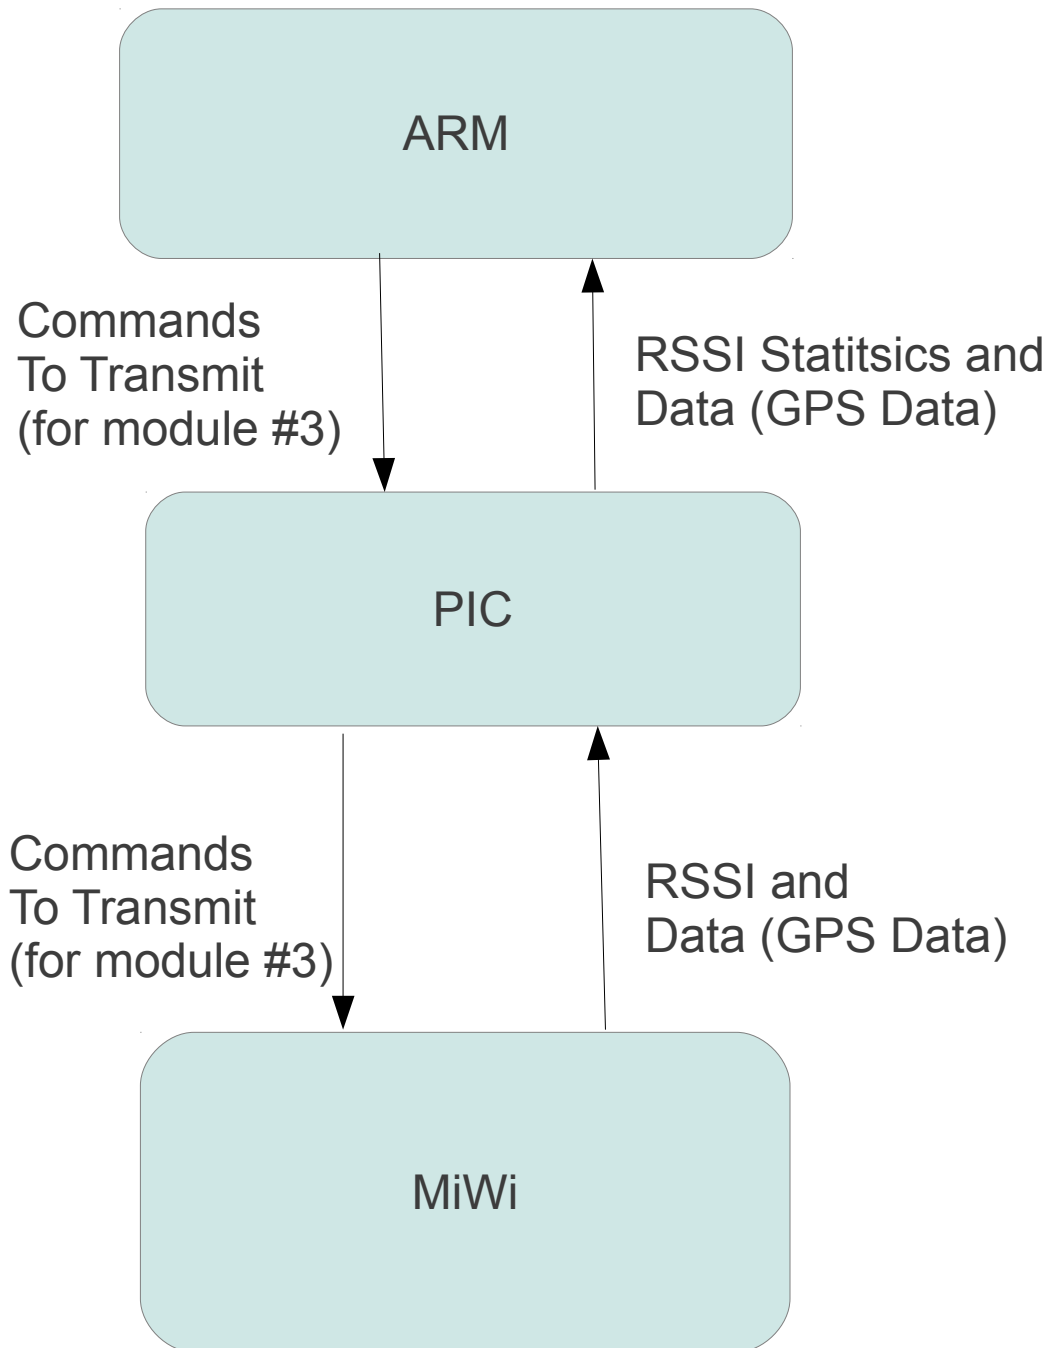 ARM
Commands
To Transmit
(for module #3)
RSSI Statitsics and
Data (GPS Data)
PIC
Commands
To Transmit
(for module #3)
RSSI and
Data (GPS Data)
MiWi